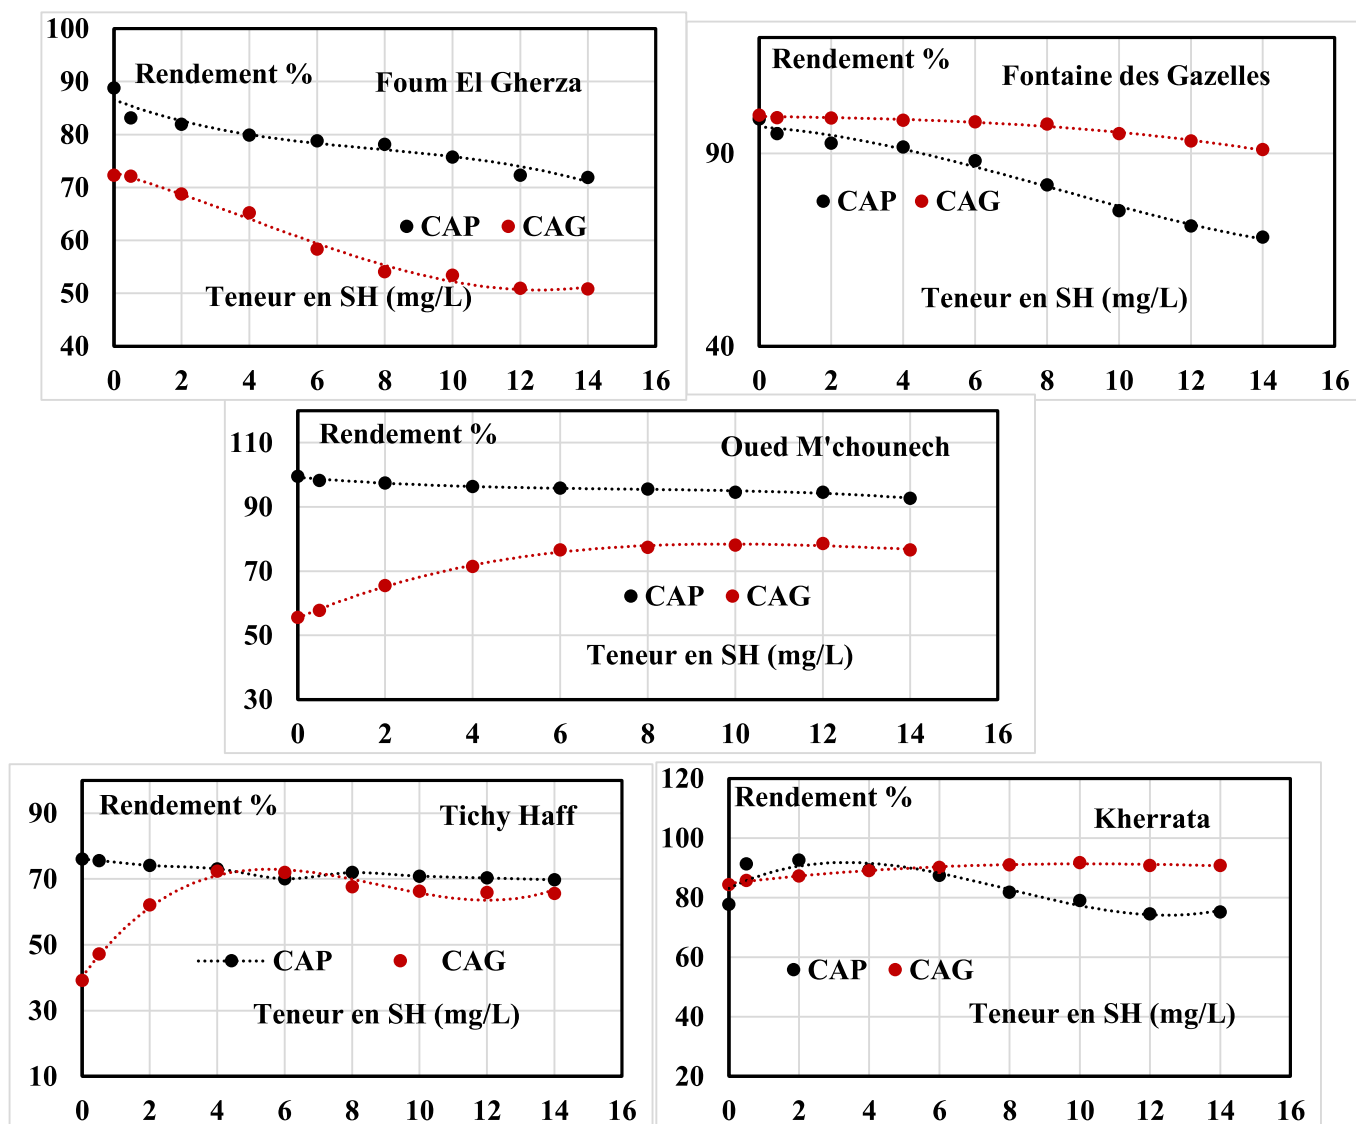 100
90
80
70
60
50
40
Rendement %
Foum El Gherza
CAP CAG
Teneur en SH (mg/L)
0 2 4 6 8 10 12 14 16
90
40
Rendement %
Fontaine des Gazelles
CAP CAG
Teneur en SH (mg/L)
0 2 4 6 8 10 12 14 16
110
90
70
50
30
Rendement %
Oued M'chounech
CAP CAG
Teneur en SH (mg/L)
0 2 4 6 8 10 12 14 16
90
70
50
30
10
Rendement %
Tichy Haff
CAP CAG
Teneur en SH (mg/L)
0 2 4 6 8 10 12 14 16
120
100
80
60
40
20
Rendement %
Kherrata
CAP CAG
Teneur en SH (mg/L)
0 2 4 6 8 10 12 14 16